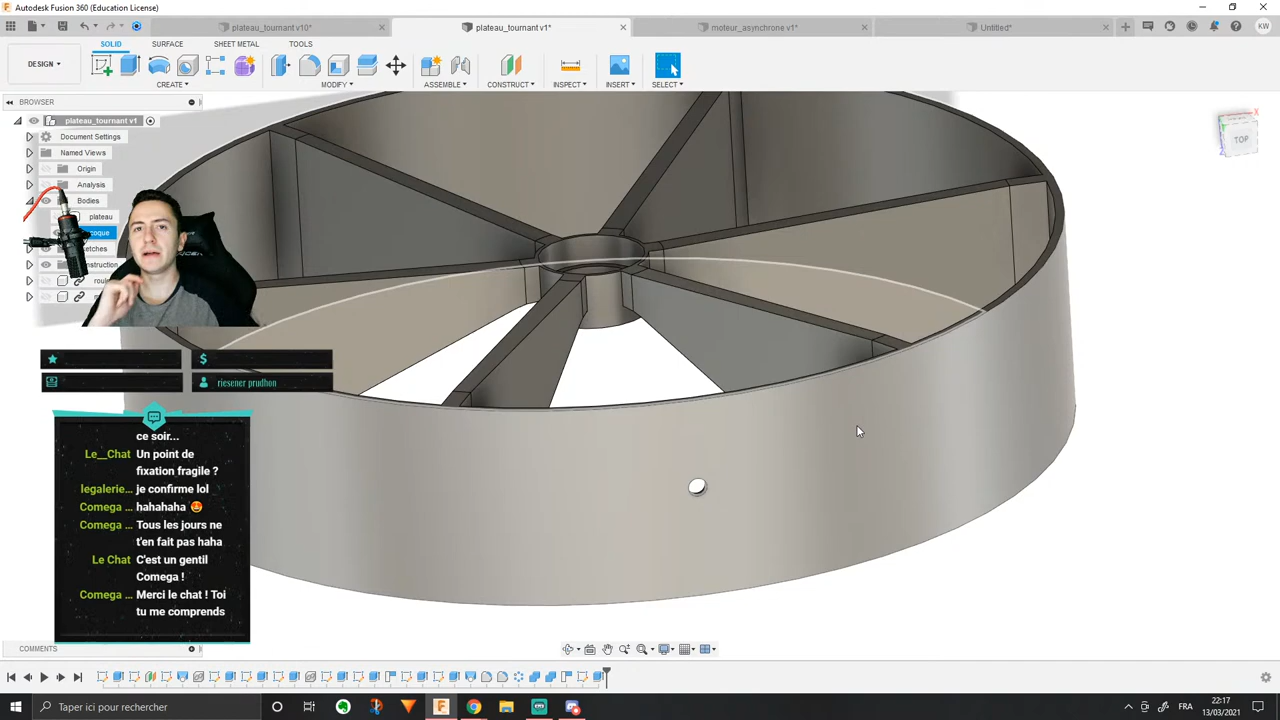 Autodesk Fusion 360 (Education License)
plateau_tournant v10*
plateau_tournant v1*
moteur_asynchrone v1*
Untitled*
KW
DESIGN
SOLID
SURFACE
SHEET METAL
TOOLS
CREATE
MODIFY
ASSEMBLE
CONSTRUCT
INSPECT
INSERT
SELECT
BROWSER
plateau_tournant v1
Document Settings
Named Views
Origin
Analysis
Bodies
plateau
coque
TOP
X
riesener prudhon
ce soir...
Le__Chat Un point de
fixation fragile ?
legalerie... je confirme lol
Comega ... hahahaha 😍
Comega ... Tous les jours ne
t'en fait pas haha
Le Chat C'est un gentil
Comega !
Comega ... Merci le chat ! Toi
tu me comprends
COMMENTS
Taper ici pour rechercher
FRA
22:17
13/03/2021